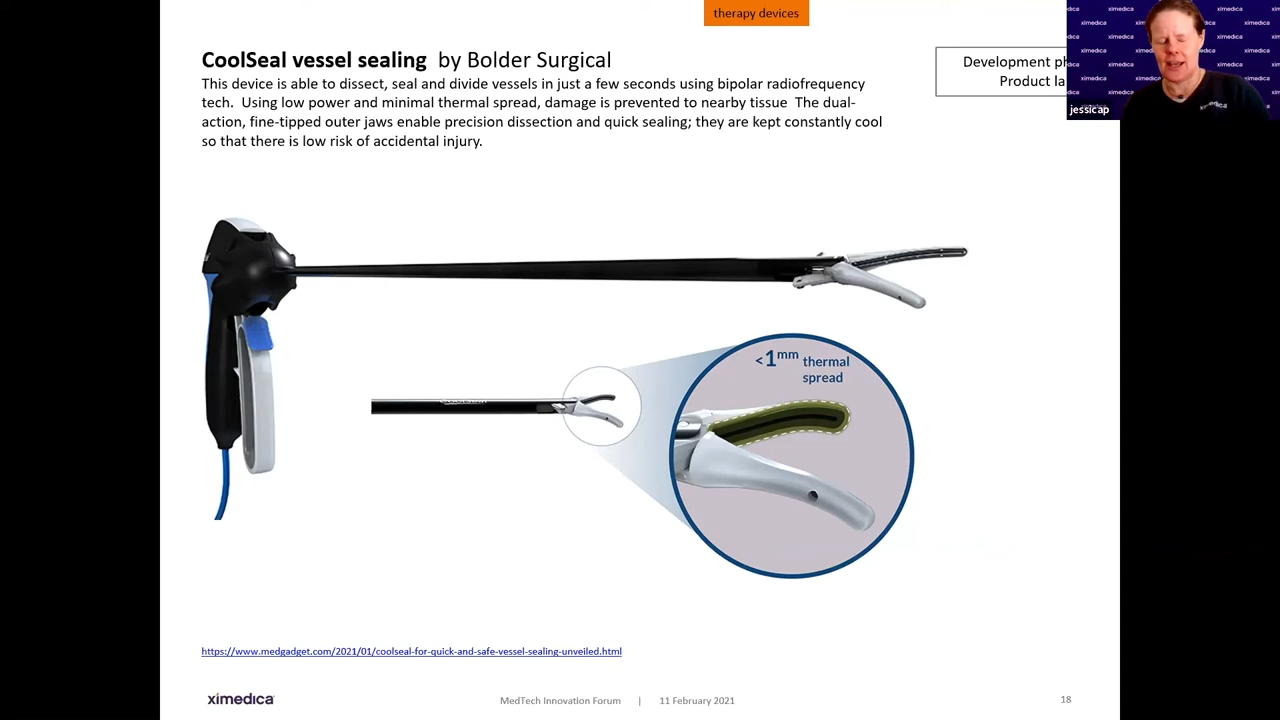 therapy devices
CoolSeal vessel sealing by Bolder Surgical
This device is able to dissect, seal and divide vessels in just a few seconds using bipolar radiofrequency
tech. Using low power and minimal thermal spread, damage is prevented to nearby tissue The dual-
action, fine-tipped outer jaws enable precision dissection and quick sealing; they are kept constantly cool
so that there is low risk of accidental injury.
Development
Product
jessicap
ximedica
<1mm thermal
spread
https://www.medgadget.com/2021/01/coolseal-for-quick-and-safe-vessel-sealing-unveiled.html
ximedica
MedTech Innovation Forum | 11 February 2021
18